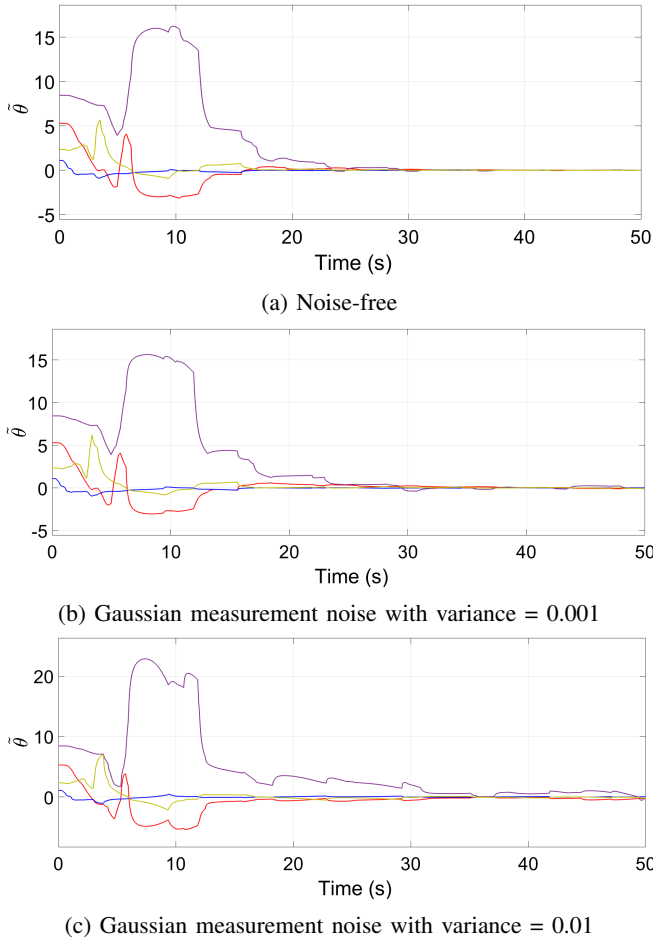 15
10
5
0
-5
θ̃
0 10 20 30 40 50
Time (s)
(a) Noise-free
15
10
5
0
-5
θ̃
0 10 20 30 40 50
Time (s)
(b) Gaussian measurement noise with variance = 0.001
20
10
0
θ̃
0 10 20 30 40 50
Time (s)
(c) Gaussian measurement noise with variance = 0.01